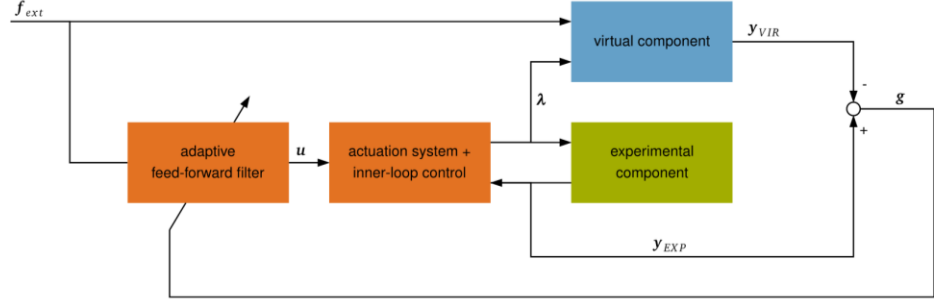 f_ext
virtual component
y_VIR
-
λ
g
+
adaptive
feed-forward filter
u
actuation system +
inner-loop control
experimental
component
y_EXP